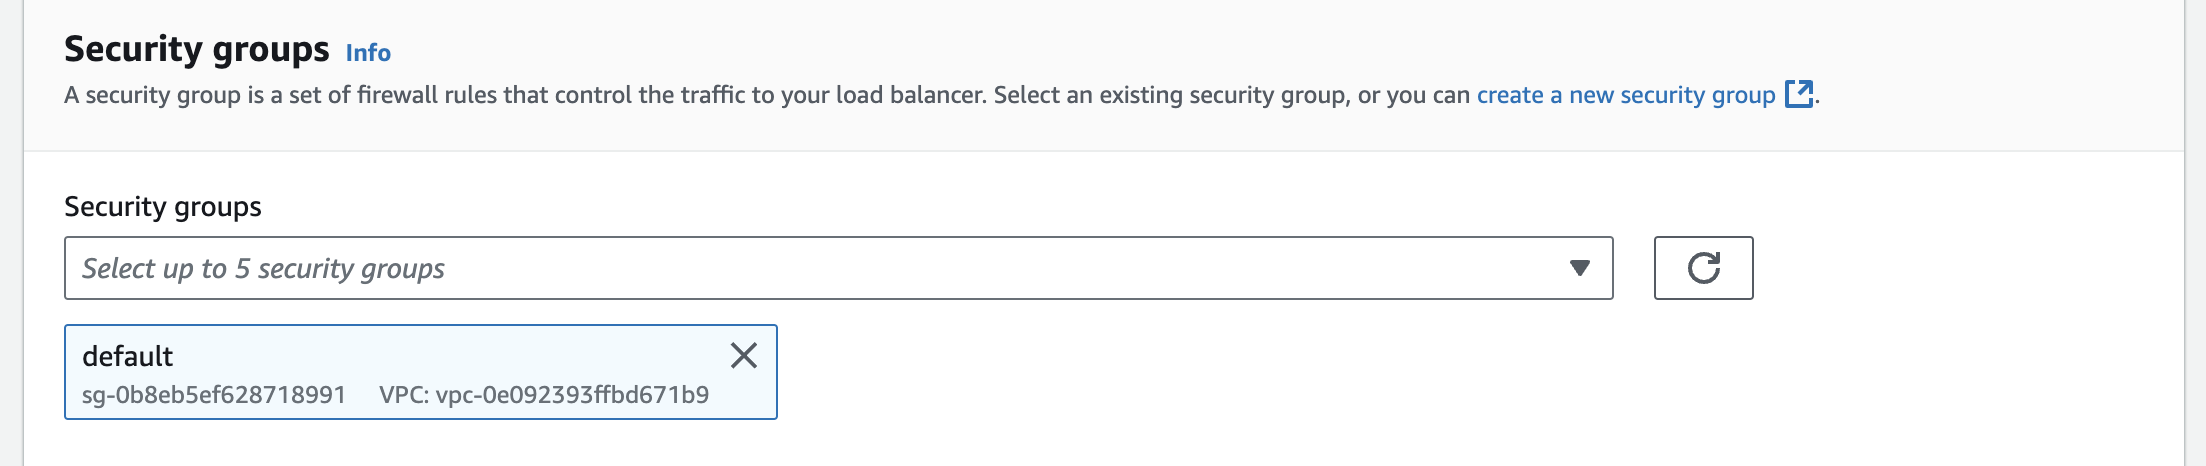 Security groups Info
A security group is a set of firewall rules that control the traffic to your load balancer. Select an existing security group, or you can create a new security group .
Security groups
Select up to 5 security groups
default
sg-0b8eb5ef628718991 VPC: vpc-0e092393ffbd671b9